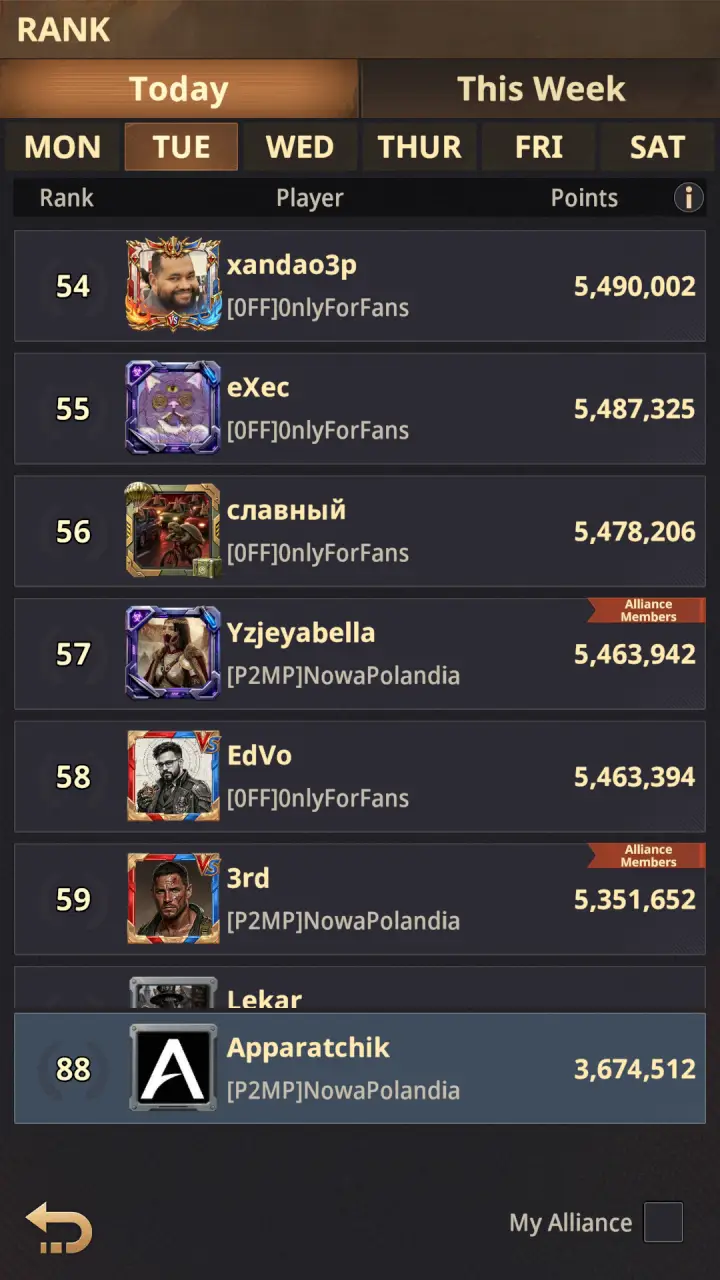 RANK
Today
This Week
MON
TUE
WED
THUR
FRI
SAT
Rank
Player
Points
54
xandao3p
[0FF]0nlyForFans
5,490,002
55
eXec
[0FF]0nlyForFans
5,487,325
56
славный
[0FF]0nlyForFans
5,478,206
57
Yzjeyabella
[P2MP]NowaPolandia
Alliance
Members
5,463,942
58
EdVo
[0FF]0nlyForFans
5,463,394
59
3rd
[P2MP]NowaPolandia
Alliance
Members
5,351,652
Lekar
88
Apparatchik
[P2MP]NowaPolandia
3,674,512
My Alliance